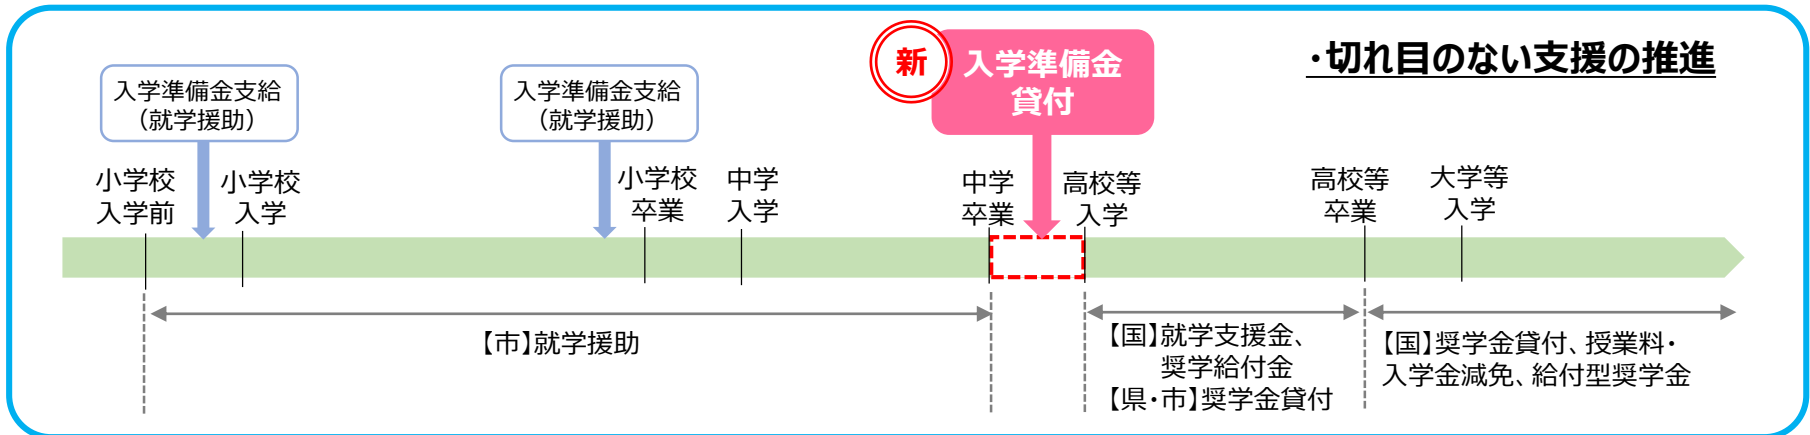 ・切れ目のない支援の推進
新
入学準備金
貸付
入学準備金支給
（就学援助）
入学準備金支給
（就学援助）
小学校
入学前
小学校
入学
小学校
卒業
中学
入学
中学
卒業
高校等
入学
高校等
卒業
大学等
入学
【市】就学援助
【国】就学支援金、
奨学給付金
【県・市】奨学金貸付
【国】奨学金貸付、授業料・
入学金減免、給付型奨学金